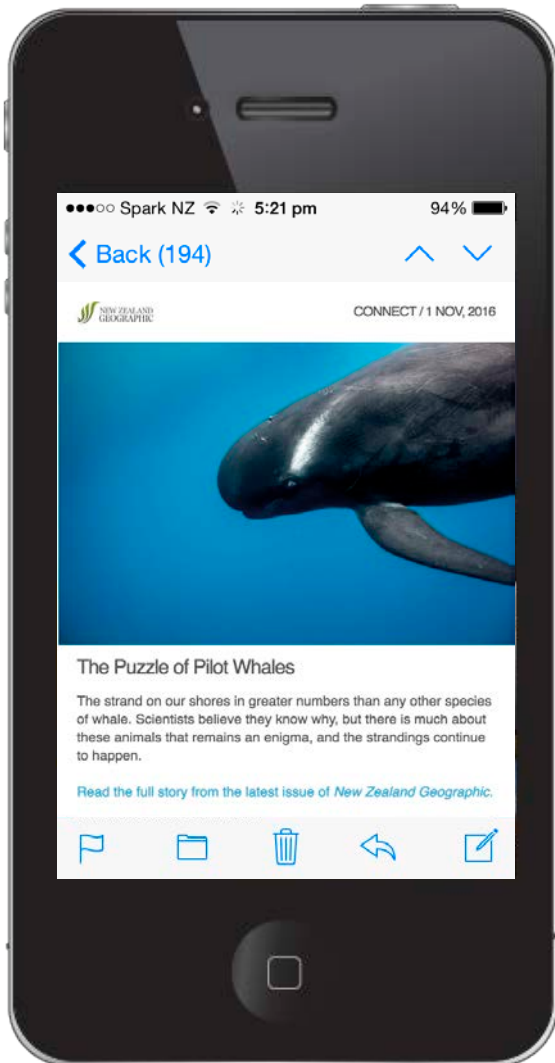 Spark NZ 5:21 pm 94%
Back (194)
NEW ZEALAND
GEOGRAPHIC
CONNECT / 1 NOV, 2016
The Puzzle of Pilot Whales
The strand on our shores in greater numbers than any other species
of whale. Scientists believe they know why, but there is much about
these animals that remains an enigma, and the strandings continue
to happen.
Read the full story from the latest issue of New Zealand Geographic.